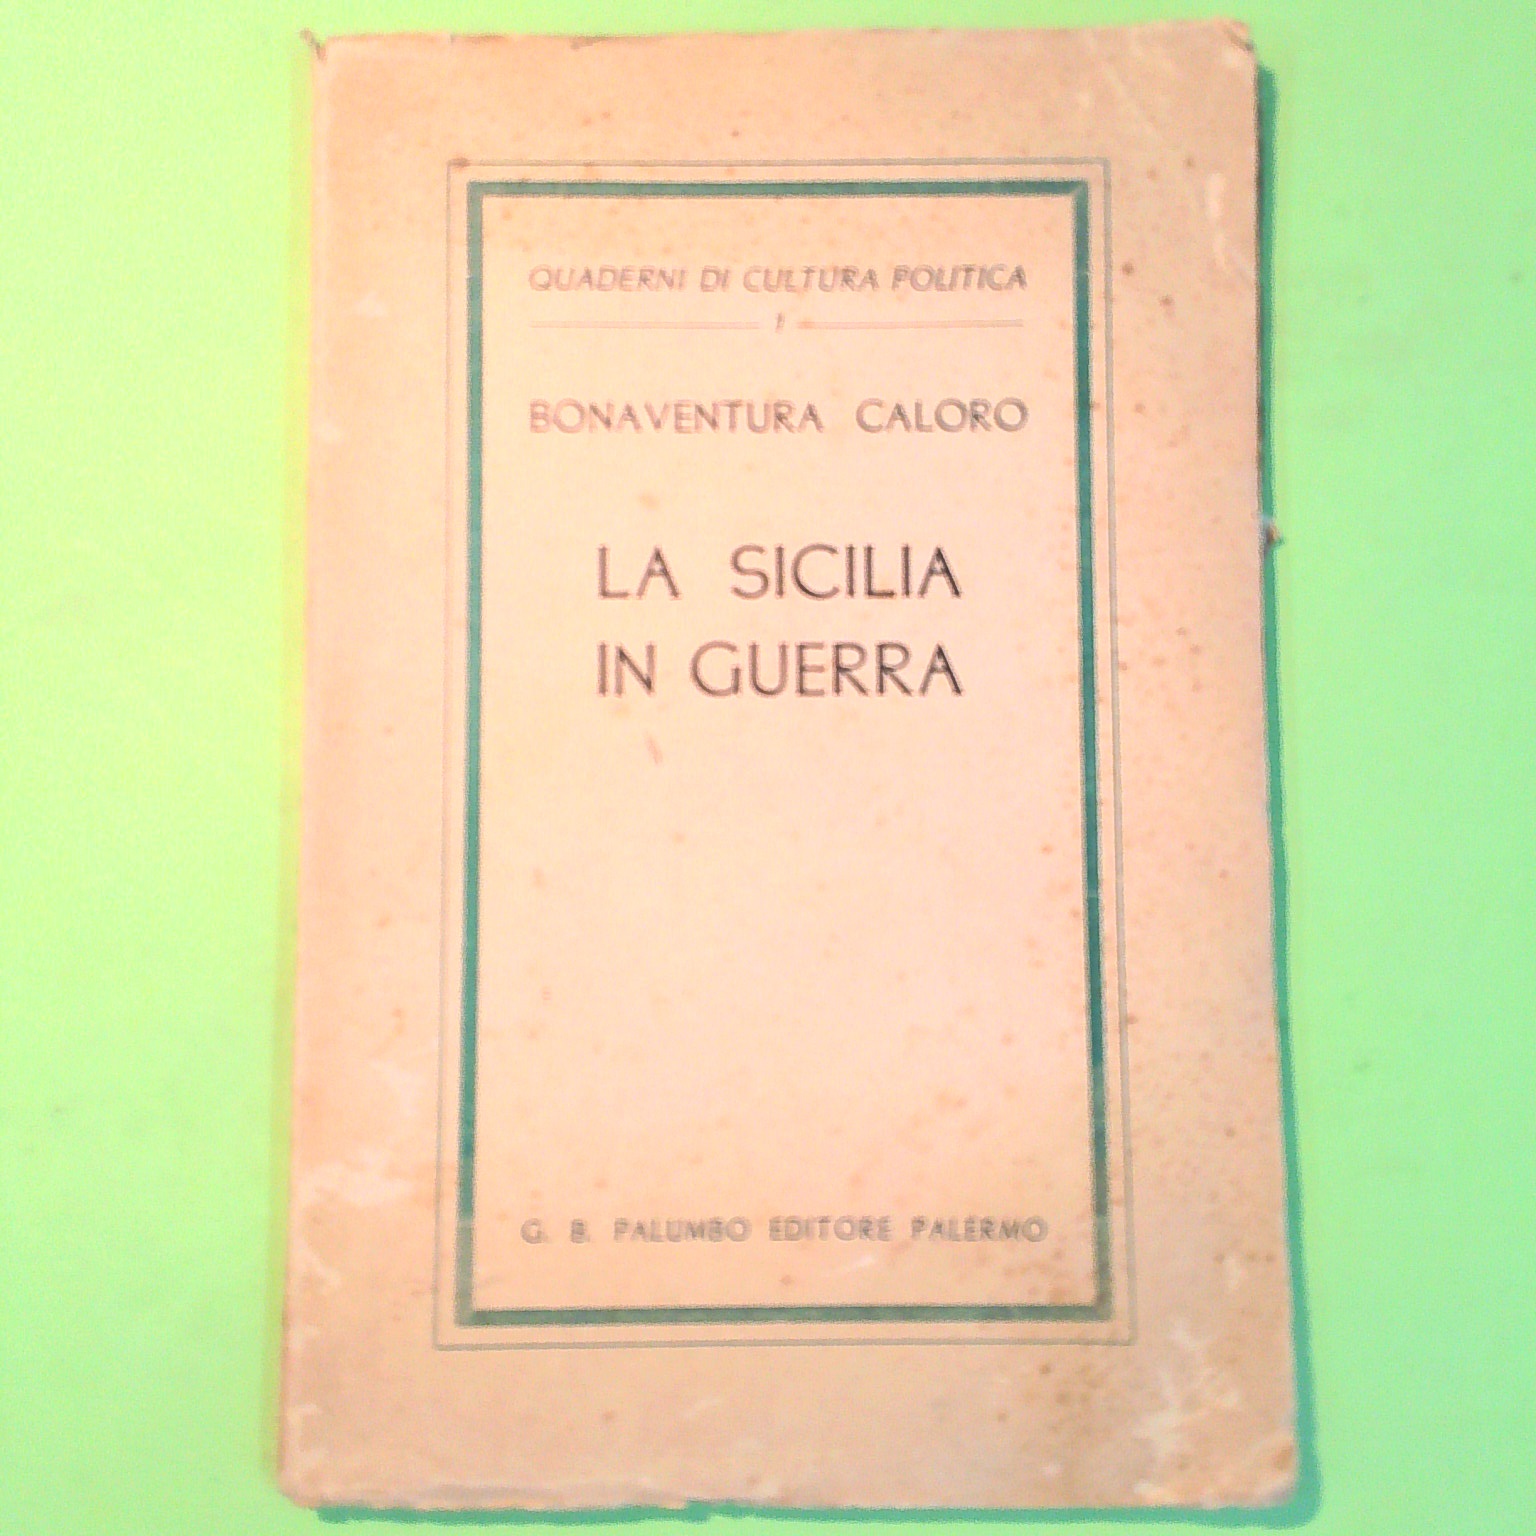 QUADERNI DI CULTURA POLITICA
1
BONAVENTURA CALORO
LA SICILIA
IN GUERRA
G. B. PALUMBO EDITORE PALERMO